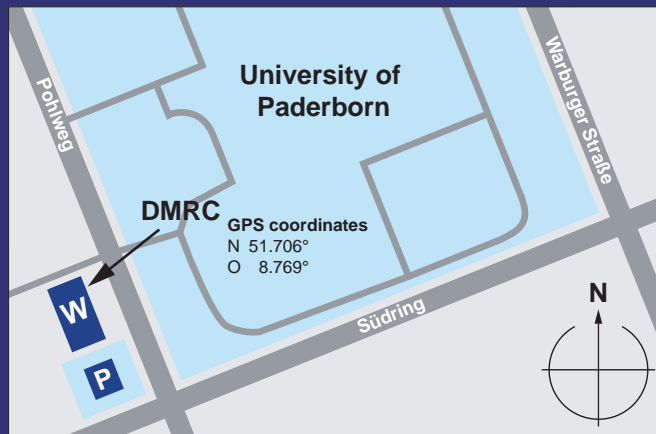 University of
Paderborn
Pohlweg
Warburger Straße
DMRC
GPS coordinates
N 51.706°
O 8.769°
W
P
Südring
N